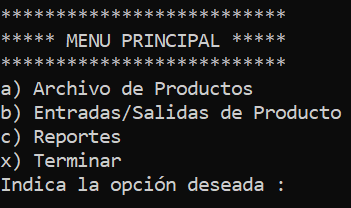 **************************
***** MENU PRINCIPAL *****
**************************
a) Archivo de Productos
b) Entradas/Salidas de Producto
c) Reportes
x) Terminar
Indica la opción deseada :